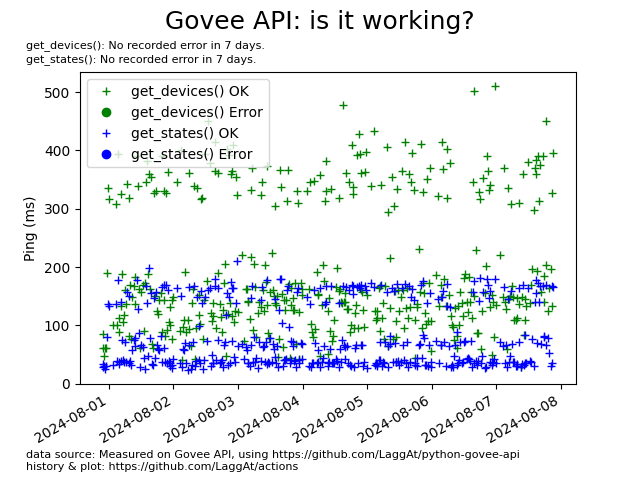 Govee API: is it working?
get_devices(): No recorded error in 7 days.
get_states(): No recorded error in 7 days.
get_devices() OK
get_devices() Error
get_states() OK
get_states() Error
Ping (ms)
500
400
300
200
100
0
2024-08-01
2024-08-02
2024-08-03
2024-08-04
2024-08-05
2024-08-06
2024-08-07
2024-08-08
data source: Measured on Govee API, using https://github.com/LaggAt/python-govee-api
history & plot: https://github.com/LaggAt/actions